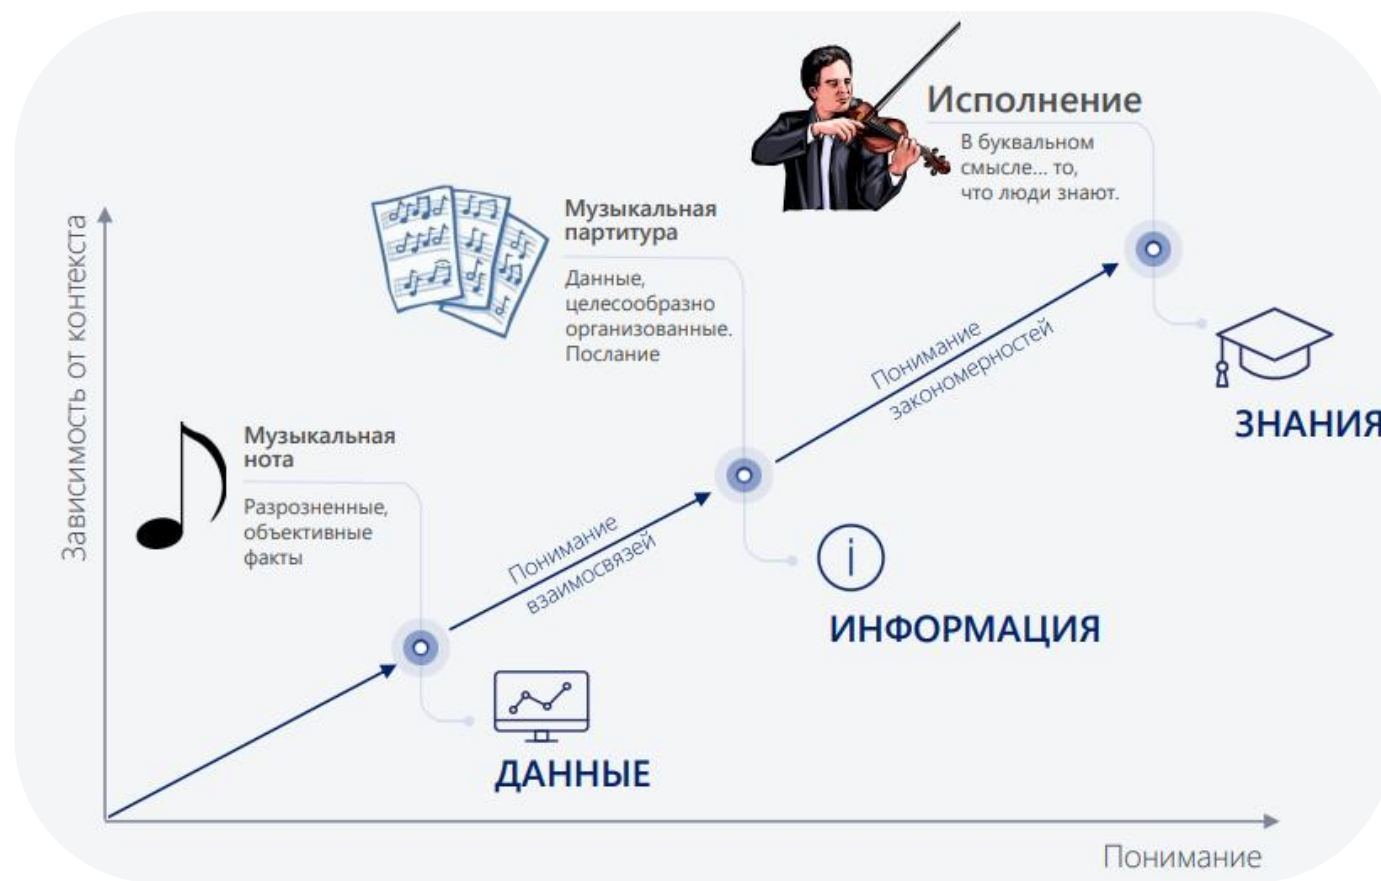 Исполнение
В буквальном
смысле... то,
что люди знают.
Музыкальная
партитура
Данные,
целесообразно
организованные.
Послание
Музыкальная
нота
Разрозненные,
объективные
факты
Зависимость от контекста
Понимание
закономерностей
ЗНАНИЯ
Понимание
взаимосвязей
i
ИНФОРМАЦИЯ
ДАННЫЕ
Понимание